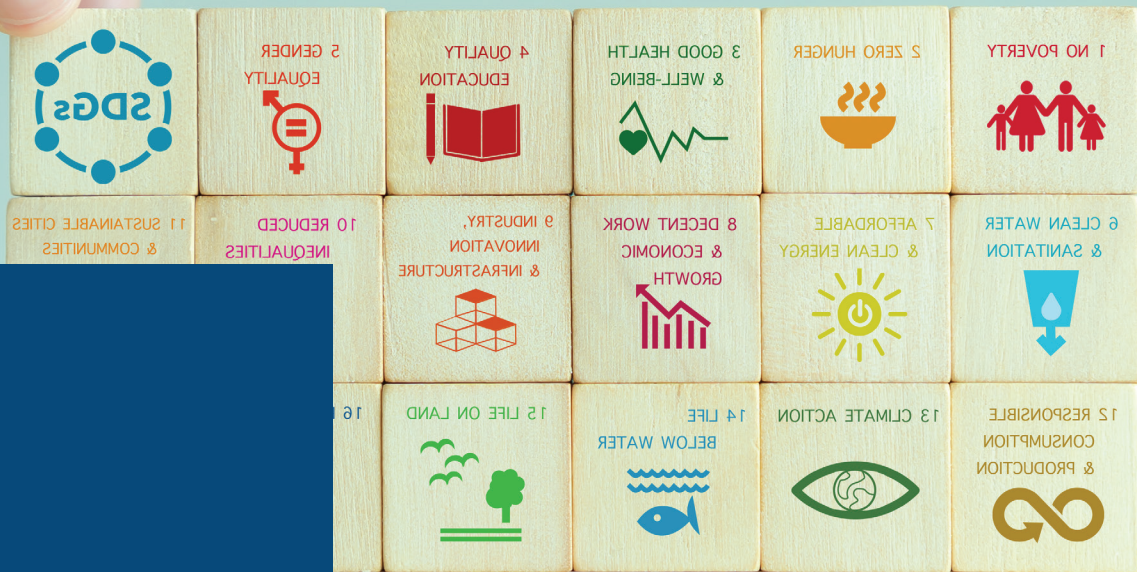 1 NO POVERTY
2 ZERO HUNGER
3 GOOD HEALTH
& WELL-BEING
4 QUALITY
EDUCATION
5 GENDER
EQUALITY
SDGs
6 CLEAN WATER
& SANITATION
7 AFFORDABLE
& CLEAN ENERGY
8 DECENT WORK
& ECONOMIC
GROWTH
9 INDUSTRY,
INNOVATION
& INFRASTRUCTURE
10 REDUCED
INEQUALITIES
11 SUSTAINABLE CITIES
& COMMUNITIES
12 RESPONSIBLE
CONSUMPTION
& PRODUCTION
13 CLIMATE ACTION
14 LIFE
BELOW WATER
15 LIFE ON LAND
16